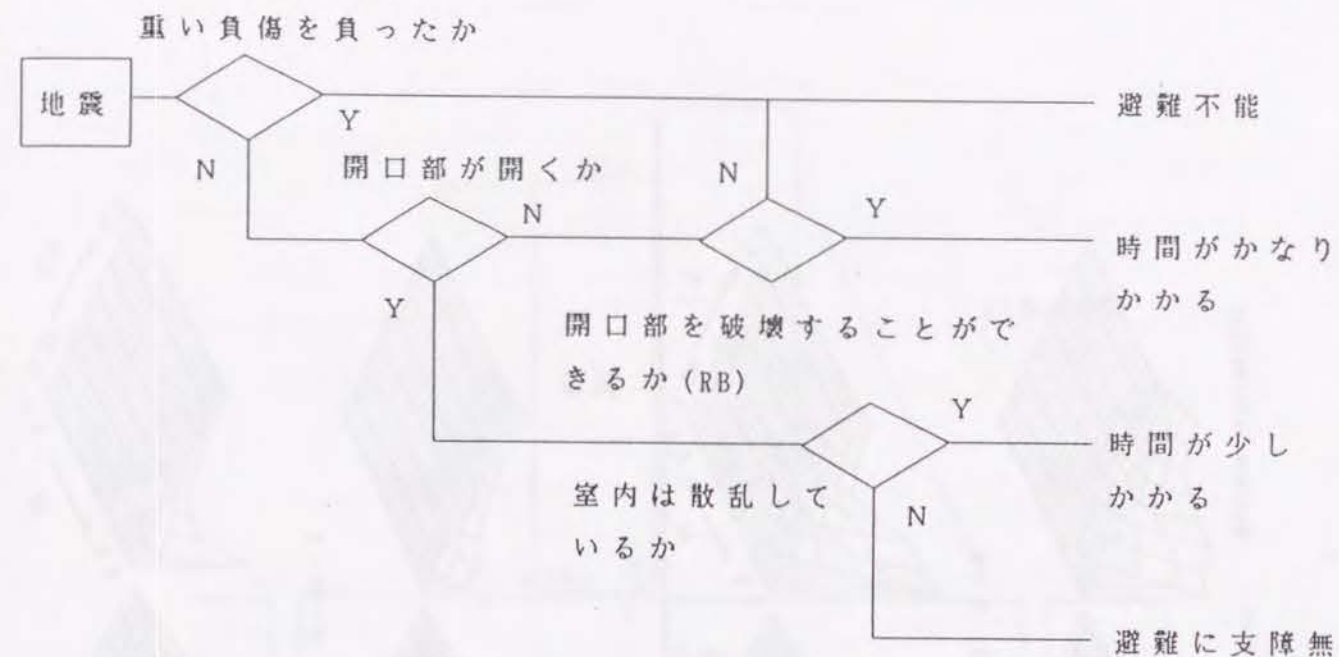 重い負傷を負ったか
地震
Y
避難不能
N
開口部が開くか
N
N
Y
時間がかなり
かかる
Y
開口部を破壊することがで
きるか(RB)
Y
時間が少し
かかる
室内は散乱して
いるか
N
避難に支障無